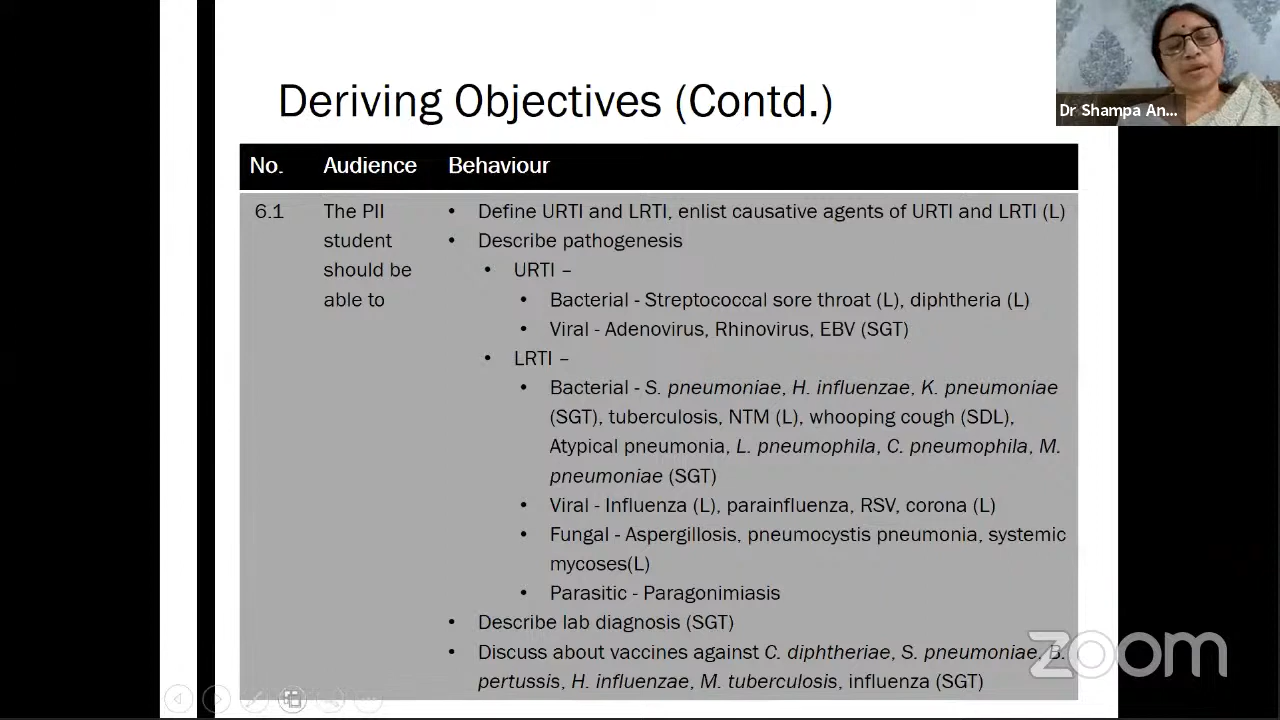 Deriving Objectives (Contd.)
Dr Shampa An...
No. Audience Behaviour
6.1 The PII student should be able to
• Define URTI and LRTI, enlist causative agents of URTI and LRTI (L)
• Describe pathogenesis
• URTI –
• Bacterial - Streptococcal sore throat (L), diphtheria (L)
• Viral - Adenovirus, Rhinovirus, EBV (SGT)
• LRTI –
• Bacterial - S. pneumoniae, H. influenzae, K. pneumoniae
(SGT), tuberculosis, NTM (L), whooping cough (SDL),
Atypical pneumonia, L. pneumophila, C. pneumophila, M.
pneumoniae (SGT)
• Viral - Influenza (L), parainfluenza, RSV, corona (L)
• Fungal - Aspergillosis, pneumocystis pneumonia, systemic
mycoses(L)
• Parasitic - Paragonimiasis
• Describe lab diagnosis (SGT)
• Discuss about vaccines against C. diphtheriae, S. pneumoniae, B.
pertussis, H. influenzae, M. tuberculosis, influenza (SGT)
zoom